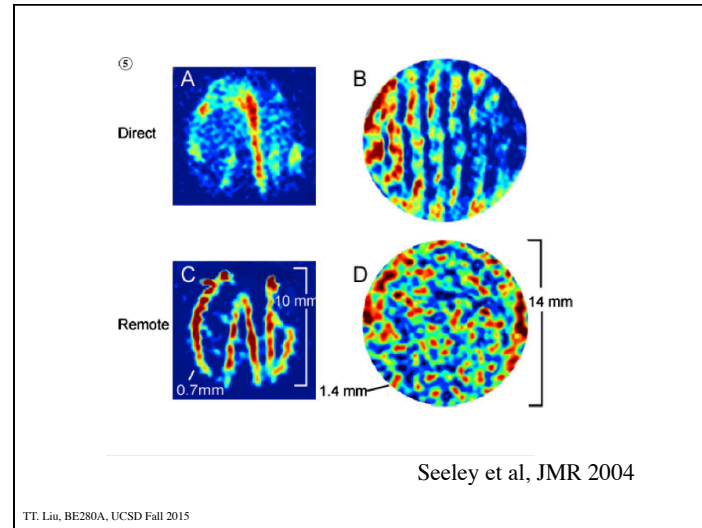 ⑤
A
B
Direct
C
D
10 mm
14 mm
Remote
0.7mm
1.4 mm
Seeley et al, JMR 2004
TT. Liu, BE280A, UCSD Fall 2015